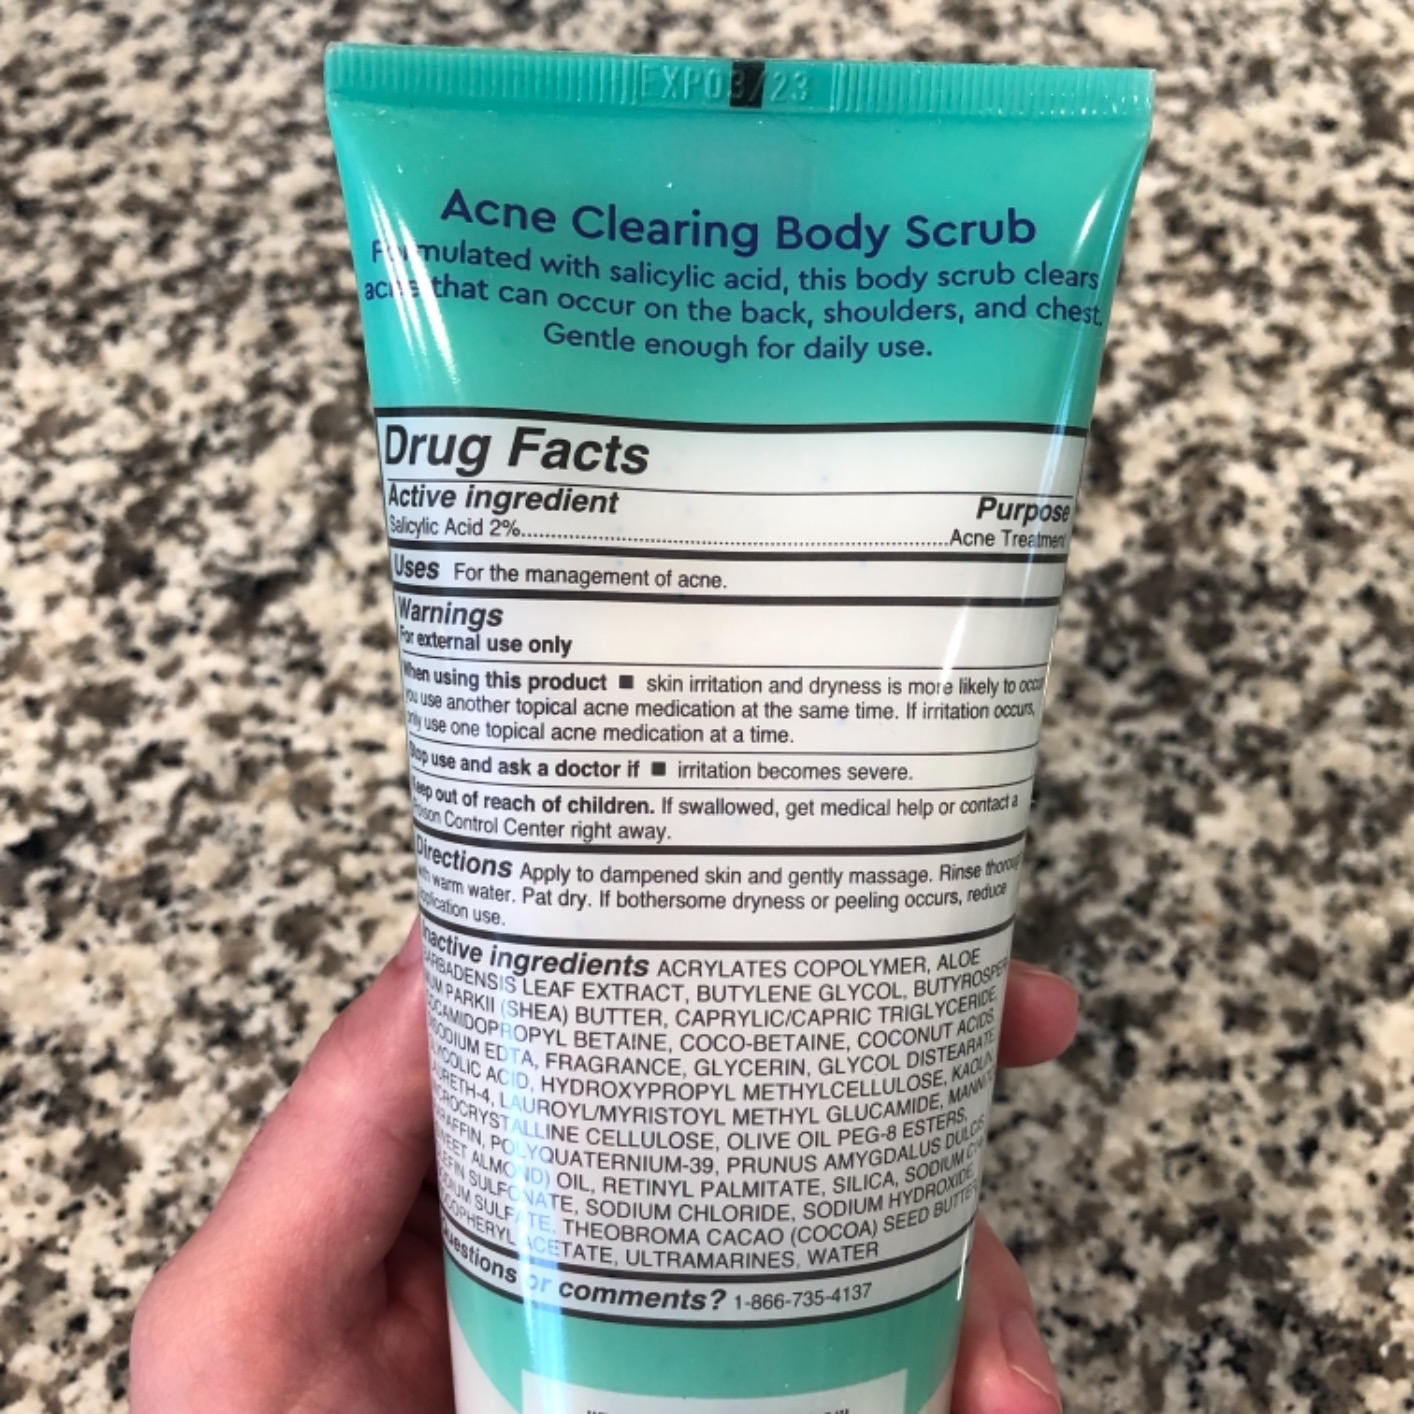 EXP03/23
Acne Clearing Body Scrub
Formulated with salicylic acid, this body scrub clears
acne that can occur on the back, shoulders, and chest.
Gentle enough for daily use.
Drug Facts
Active ingredient Purpose
Salicylic Acid 2%.......................Acne Treatment
Uses For the management of acne.
Warnings
For external use only
When using this product ■ skin irritation and dryness is more likely to occur
you use another topical acne medication at the same time. If irritation occurs,
only use one topical acne medication at a time.
Stop use and ask a doctor if ■ irritation becomes severe.
Keep out of reach of children. If swallowed, get medical help or contact a
Poison Control Center right away.
Directions Apply to dampened skin and gently massage. Rinse thoroug
with warm water. Pat dry. If bothersome dryness or peeling occurs, reduce
application use.
Inactive ingredients ACRYLATES COPOLYMER, ALOE
BARBADENSIS LEAF EXTRACT, BUTYLENE GLYCOL, BUTYROSPER
MUM PARKII (SHEA) BUTTER, CAPRYLIC/CAPRIC TRIGLYCERIDE,
COCAMIDOPROPYL BETAINE, COCO-BETAINE, COCONUT ACIDS,
DISODIUM EDTA, FRAGRANCE, GLYCERIN, GLYCOL DISTEARATE,
GLYCOLIC ACID, HYDROXYPROPYL METHYLCELLULOSE, KAOLIN,
LAURETH-4, LAUROYL/MYRISTOYL METHYL GLUCAMIDE, MANNITOL,
MICROCRYSTALLINE CELLULOSE, OLIVE OIL PEG-8 ESTERS,
PARAFFIN, POLYQUATERNIUM-39, PRUNUS AMYGDALUS DULCIS
(SWEET ALMOND) OIL, RETINYL PALMITATE, SILICA, SODIUM C14-
OLEFIN SULFONATE, SODIUM CHLORIDE, SODIUM HYDROXIDE,
SODIUM SULFATE, THEOBROMA CACAO (COCOA) SEED BUTTER,
TOCOPHERYL ACETATE, ULTRAMARINES, WATER
Questions or comments? 1-866-735-4137